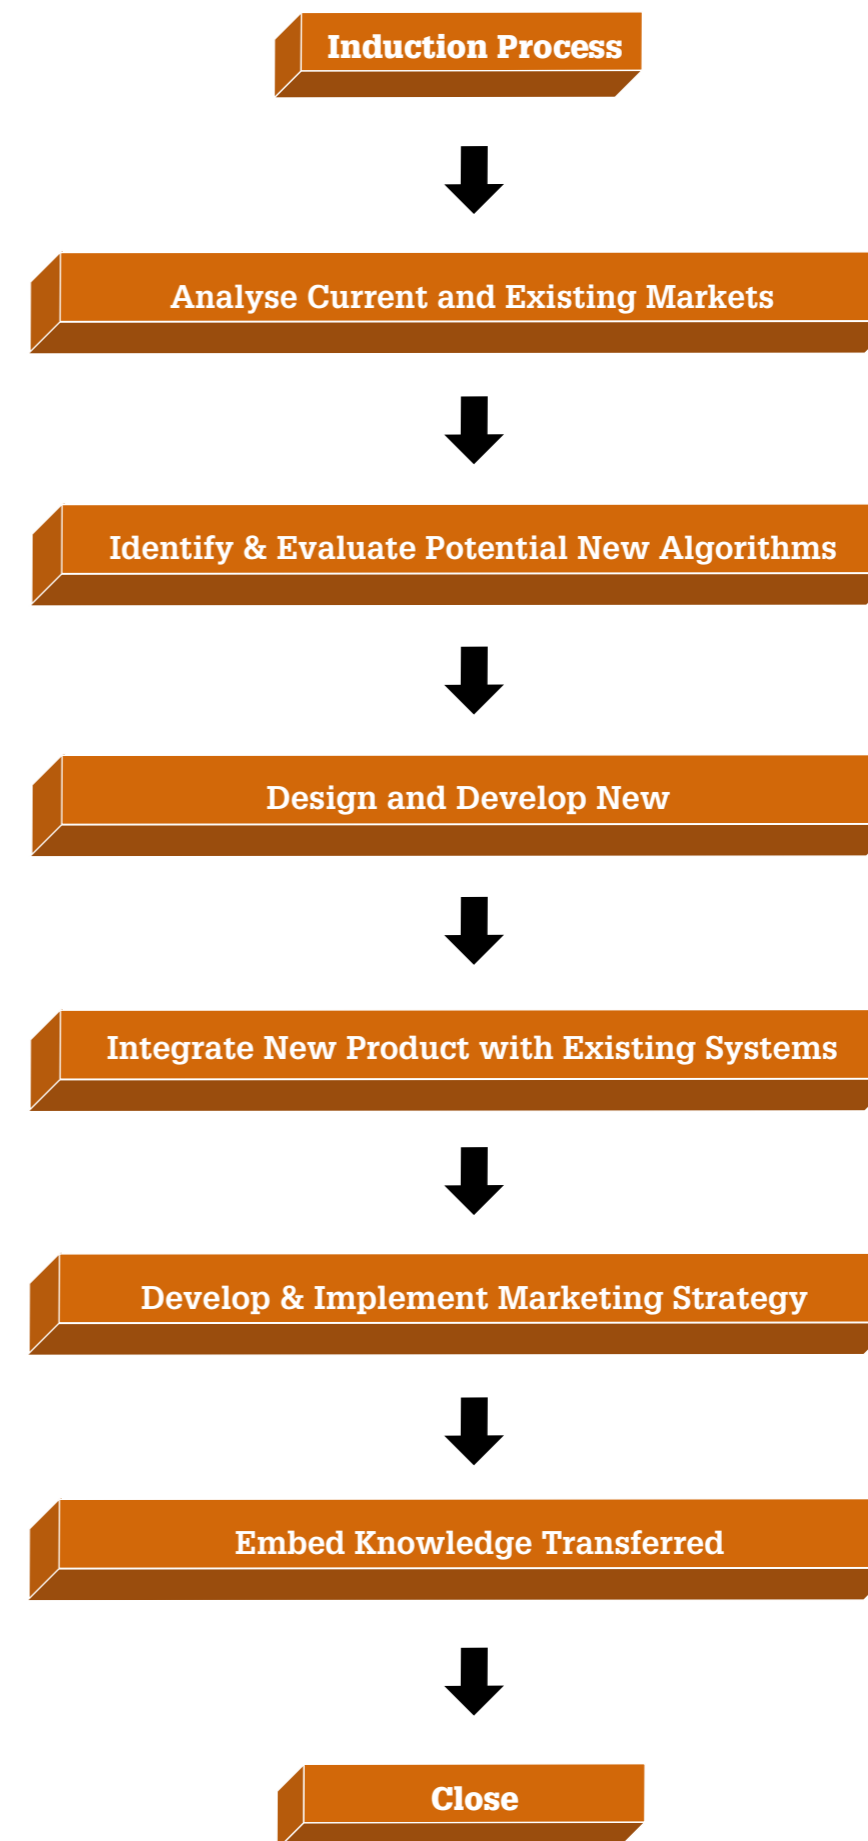 Induction Process
Analyse Current and Existing Markets
Identify & Evaluate Potential New Algorithms
Design and Develop New
Integrate New Product with Existing Systems
Develop & Implement Marketing Strategy
Embed Knowledge Transferred
Close